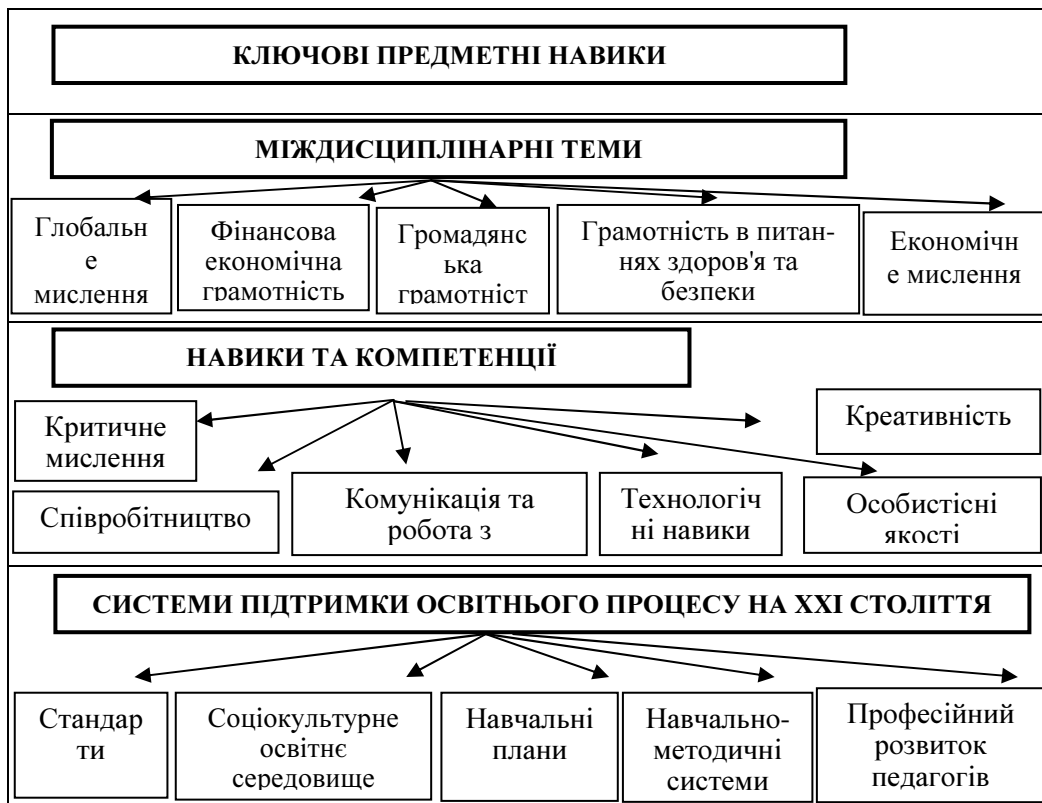 КЛЮЧОВІ ПРЕДМЕТНІ НАВИКИ
МІЖДИСЦИПЛІНАРНІ ТЕМИ
Глобальн
е
мислення
Фінансова
економічна
грамотність
Громадянс
ька
грамотніст
Грамотність в питан-
нях здоров'я та
безпеки
Економічн
е мислення
НАВИКИ ТА КОМПЕТЕНЦІЇ
Критичне
мислення
Креативність
Співробітництво
Комунікація та
робота з
Технологіч
ні навики
Особистісні
якості
СИСТЕМИ ПІДТРИМКИ ОСВІТНЬОГО ПРОЦЕСУ НА ХХІ СТОЛІТТЯ
Стандар
ти
Соціокультурне
освітнє
середовище
Навчальні
плани
Навчально-
методичні
системи
Професійний
розвиток
педагогів